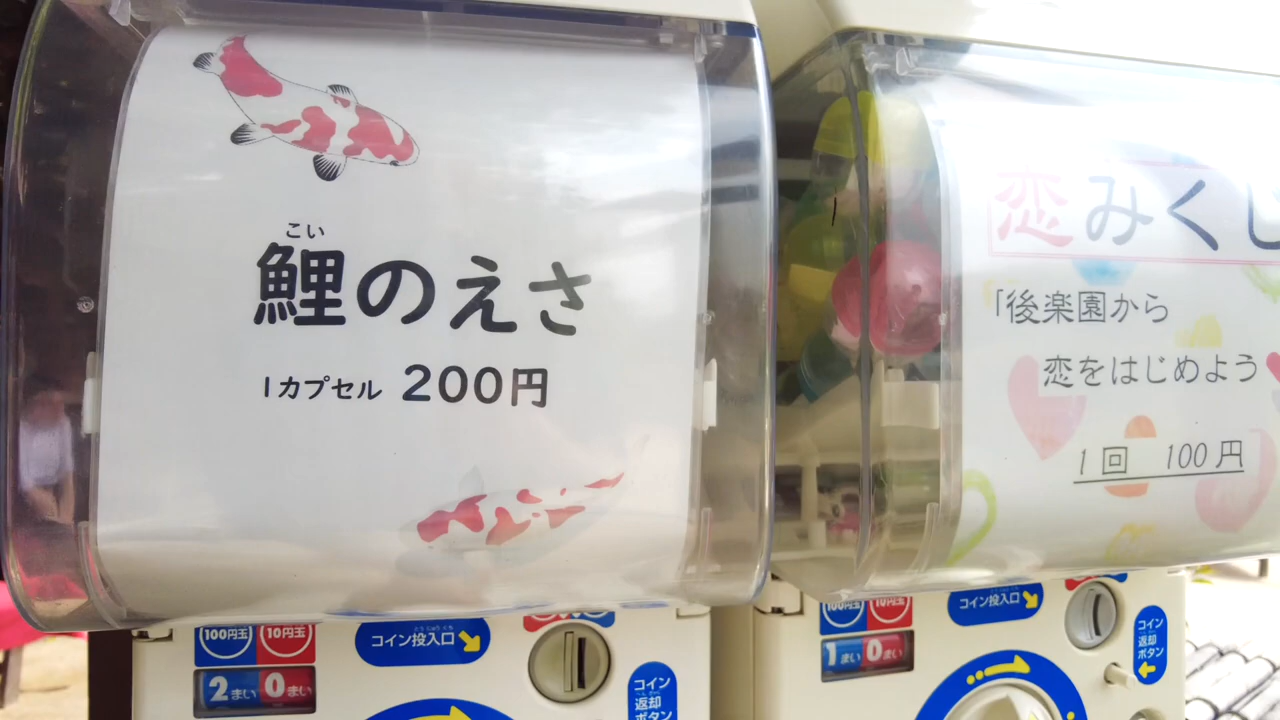 こい
鯉のえさ
1カプセル 200円
100円玉 10円玉
2まい 0まい
コイン投入口
コイン
返却
ボタン
恋みくじ
「後楽園から
恋をはじめよう
1回 100円
100円玉 10円玉
1まい 0まい
コイン投入口
コイン
返却
ボタン